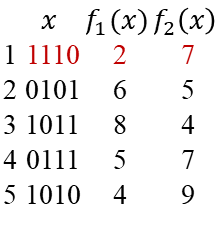 x f₁(x) f₂(x)
1 1110 2 7
2 0101 6 5
3 1011 8 4
4 0111 5 7
5 1010 4 9